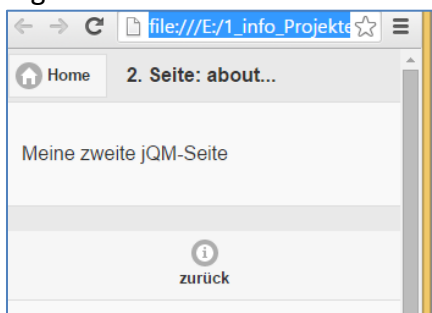 file:///E:/1_info_Projekte
Home
2. Seite: about...
Meine zweite jQM-Seite
zurück